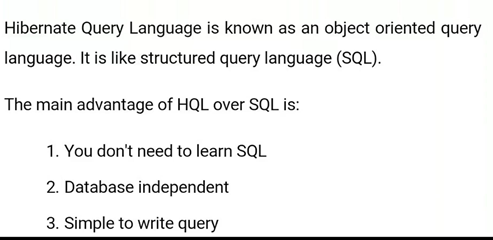 Hibernate Query Language is known as an object oriented query
language. It is like structured query language (SQL).
The main advantage of HQL over SQL is:
1. You don't need to learn SQL
2. Database independent
3. Simple to write query